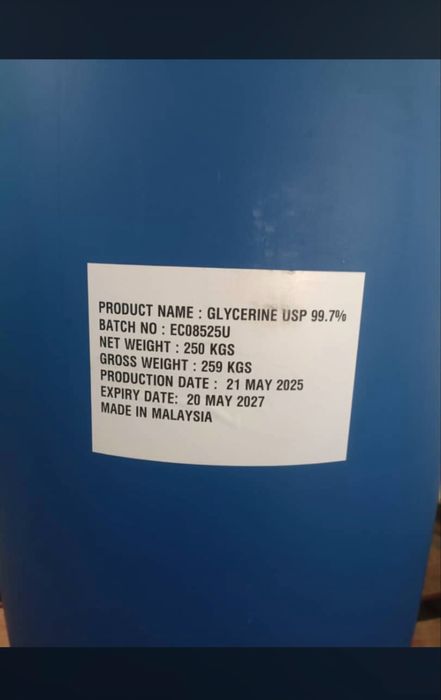 PRODUCT NAME : GLYCERINE USP 99.7%
BATCH NO : EC08525U
NET WEIGHT : 250 KGS
GROSS WEIGHT : 259 KGS
PRODUCTION DATE : 21 MAY 2025
EXPIRY DATE: 20 MAY 2027
MADE IN MALAYSIA